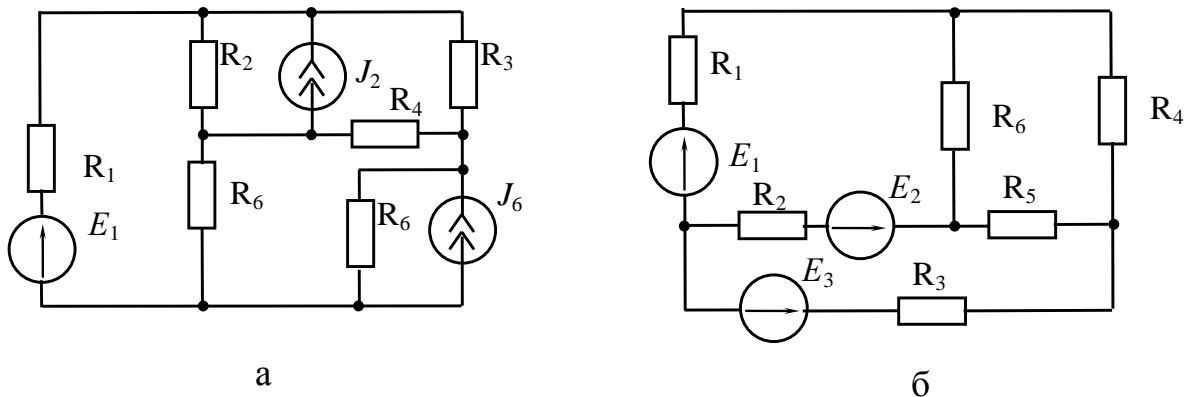 R₂
J₂
R₃
R₄
R₁
R₆
R₆
J₆
E₁
а
R₁
R₆
R₄
E₁
R₂
E₂
R₅
E₃
R₃
б